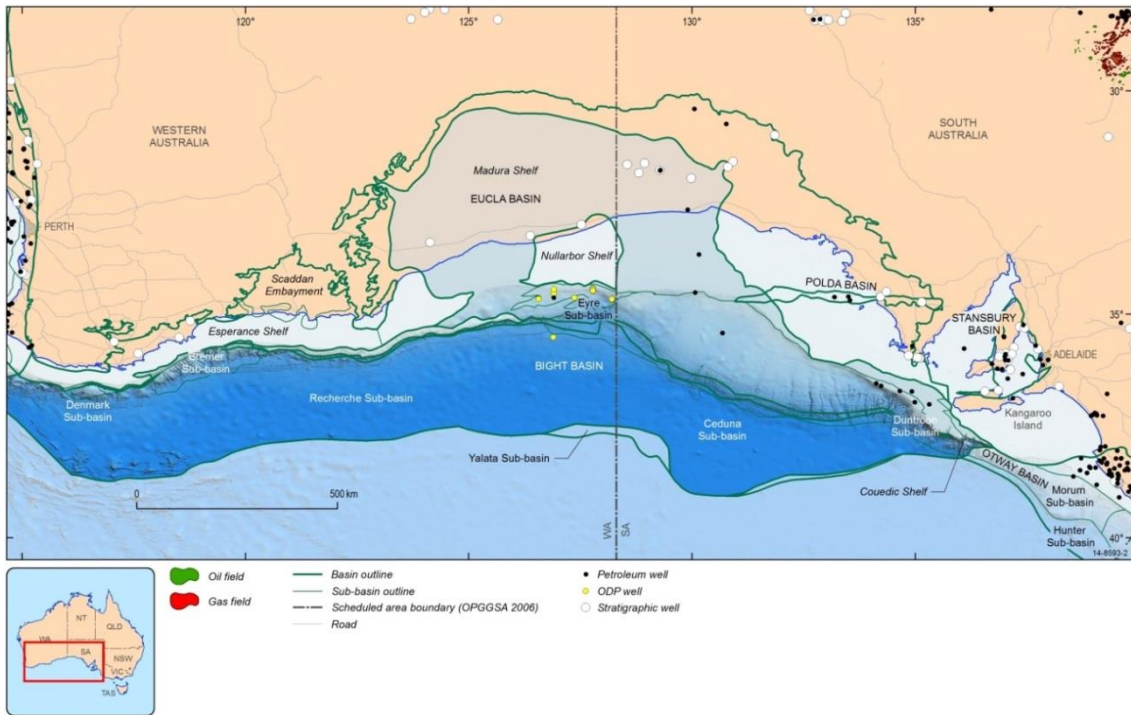 120°
125°
130°
135°
30°
WESTERN
AUSTRALIA
SOUTH
AUSTRALIA
Madura Shelf
EUCLA BASIN
PERTH
Nullarbor Shelf
Scaddan
Embayment
POLDA BASIN
Eyre
Sub-basin
35°
STANSBURY
BASIN
Esperance Shelf
ADELAIDE
Bremer
Sub-basin
BIGHT BASIN
Denmark
Sub-basin
Recherche Sub-basin
Ceduna
Sub-basin
Duntroon
Sub-basin
Kangaroo
Island
Yalata Sub-basin
OTWAY BASIN
Couedic Shelf
Morum
Sub-basin
0
500 km
WA
SA
Hunter
Sub-basin
40°
14-8593-2
Oil field
Gas field
Basin outline
Sub-basin outline
Scheduled area boundary (OPGGSA 2006)
Road
Petroleum well
ODP well
Stratigraphic well
NT
QLD
WA
SA
NSW
VIC
TAS